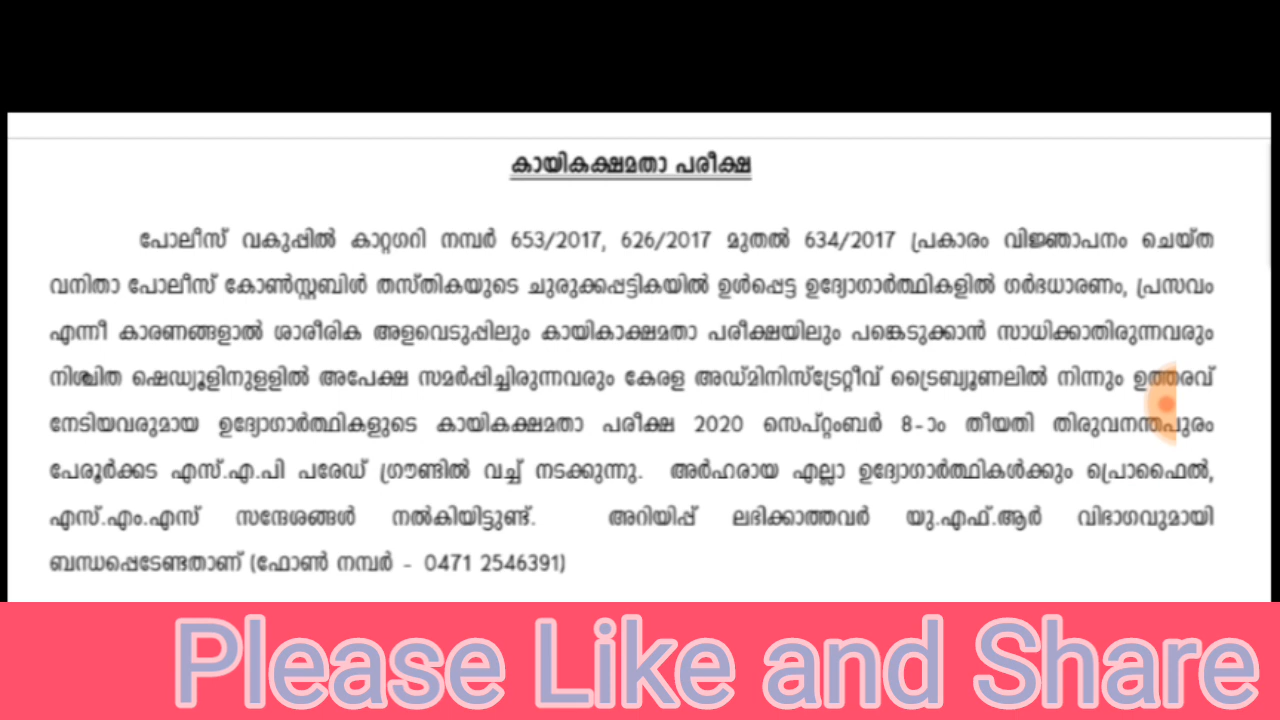 കായികക്ഷമതാ പരീക്ഷ
പോലീസ് വകുപ്പിൽ കാറ്റഗറി നമ്പർ 653/2017, 626/2017 മുതൽ 634/2017 പ്രകാരം വിജ്ഞാപനം ചെയ്ത
വനിതാ പോലീസ് കോൺസ്റ്റബിൾ തസ്തികയുടെ ചുരുക്കപ്പട്ടികയിൽ ഉൾപ്പെട്ട ഉദ്യോഗാർത്ഥികളിൽ ഗർഭധാരണം, പ്രസവം
എന്നീ കാരണങ്ങളാൽ ശാരീരിക അളവെടുപ്പിലും കായികാക്ഷമതാ പരീക്ഷയിലും പങ്കെടുക്കാൻ സാധിക്കാതിരുന്നവരും
നിശ്ചിത ഷെഡ്യൂളിനുളളിൽ അപേക്ഷ സമർപ്പിച്ചിരുന്നവരും കേരള അഡ്മിനിസ്ട്രേറ്റീവ് ട്രൈബ്യൂണലിൽ നിന്നും ഉത്തരവ്
നേടിയവരുമായ ഉദ്യോഗാർത്ഥികളുടെ കായികക്ഷമതാ പരീക്ഷ 2020 സെപ്റ്റംബർ 8-ാം തീയതി തിരുവനന്തപുരം
പേരൂർക്കട എസ്.എ.പി പരേഡ് ഗ്രൗണ്ടിൽ വച്ച് നടക്കുന്നു. അർഹരായ എല്ലാ ഉദ്യോഗാർത്ഥികൾക്കും പ്രൊഫൈൽ,
എസ്.എം.എസ് സന്ദേശങ്ങൾ നൽകിയിട്ടുണ്ട്. അറിയിപ്പ് ലഭിക്കാത്തവർ യു.എഫ്.ആർ വിഭാഗവുമായി
ബന്ധപ്പെടേണ്ടതാണ് (ഫോൺ നമ്പർ - 0471 2546391)
Please Like and Share